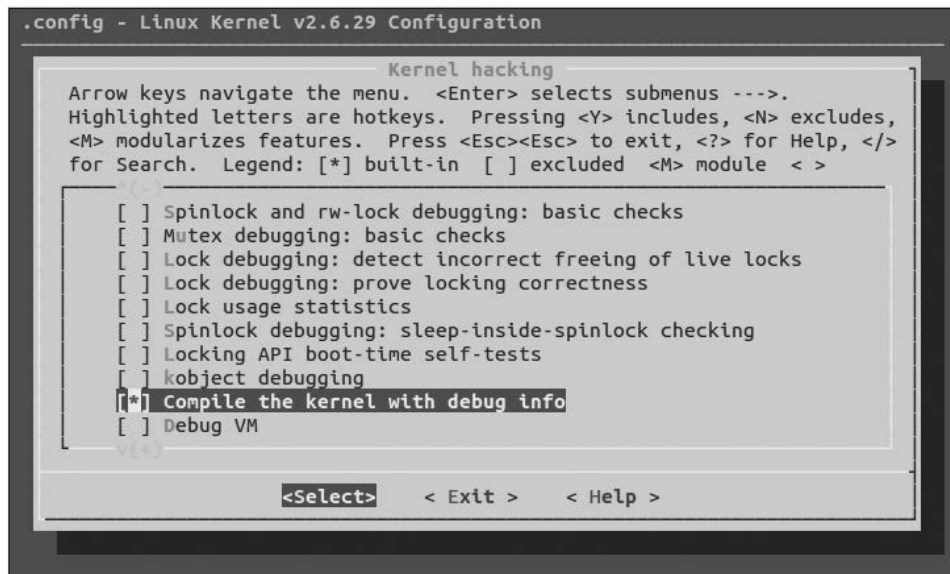 .config - Linux Kernel v2.6.29 Configuration
Kernel hacking
Arrow keys navigate the menu.  <Enter> selects submenus --->.
Highlighted letters are hotkeys.  Pressing <Y> includes, <N> excludes,
<M> modularizes features.  Press <Esc><Esc> to exit, <?> for Help, </>
for Search.  Legend: [*] built-in  [ ] excluded  <M> module  < >
^(-)
[ ] Spinlock and rw-lock debugging: basic checks
[ ] Mutex debugging: basic checks
[ ] Lock debugging: detect incorrect freeing of live locks
[ ] Lock debugging: prove locking correctness
[ ] Lock usage statistics
[ ] Spinlock debugging: sleep-inside-spinlock checking
[ ] Locking API boot-time self-tests
[ ] kobject debugging
[*] Compile the kernel with debug info
[ ] Debug VM
v(+)
<Select>    < Exit >    < Help >